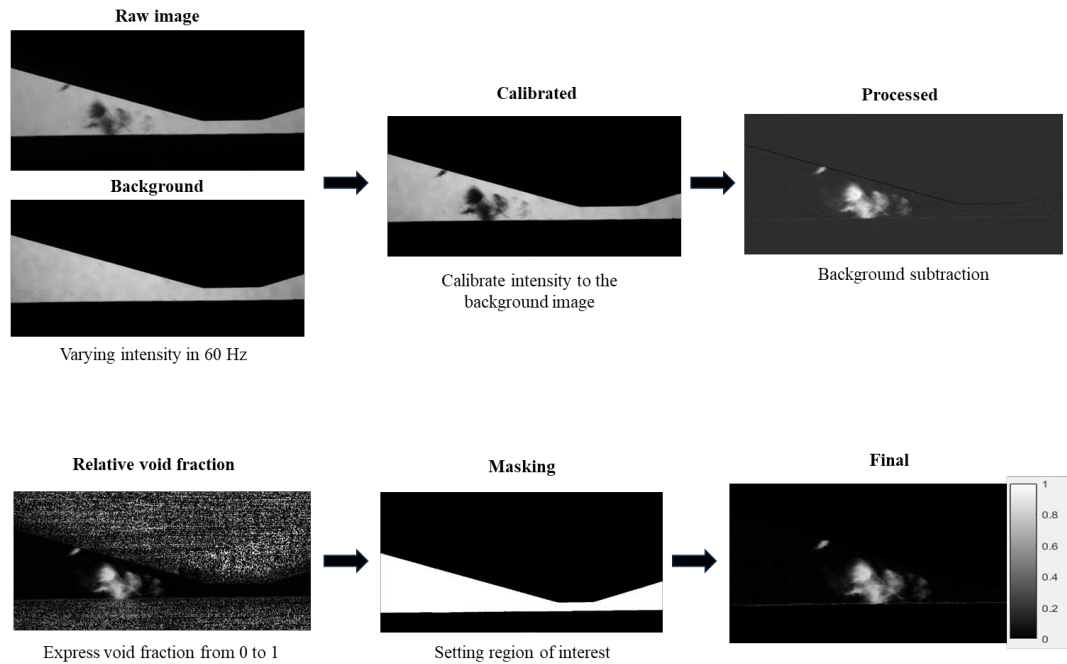 Raw image
Background
Varying intensity in 60 Hz
Calibrated
Calibrate intensity to the
background image
Processed
Background subtraction
Relative void fraction
Express void fraction from 0 to 1
Masking
Setting region of interest
Final
1
0.8
0.6
0.4
0.2
0